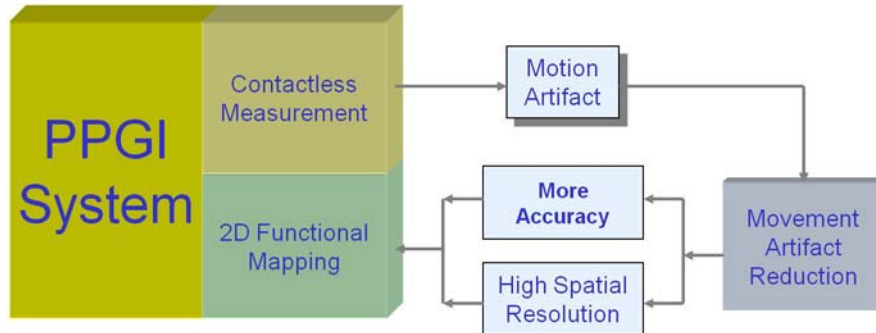 PPGI
System
Contactless
Measurement
2D Functional
Mapping
Motion
Artifact
More
Accuracy
High Spatial
Resolution
Movement
Artifact
Reduction